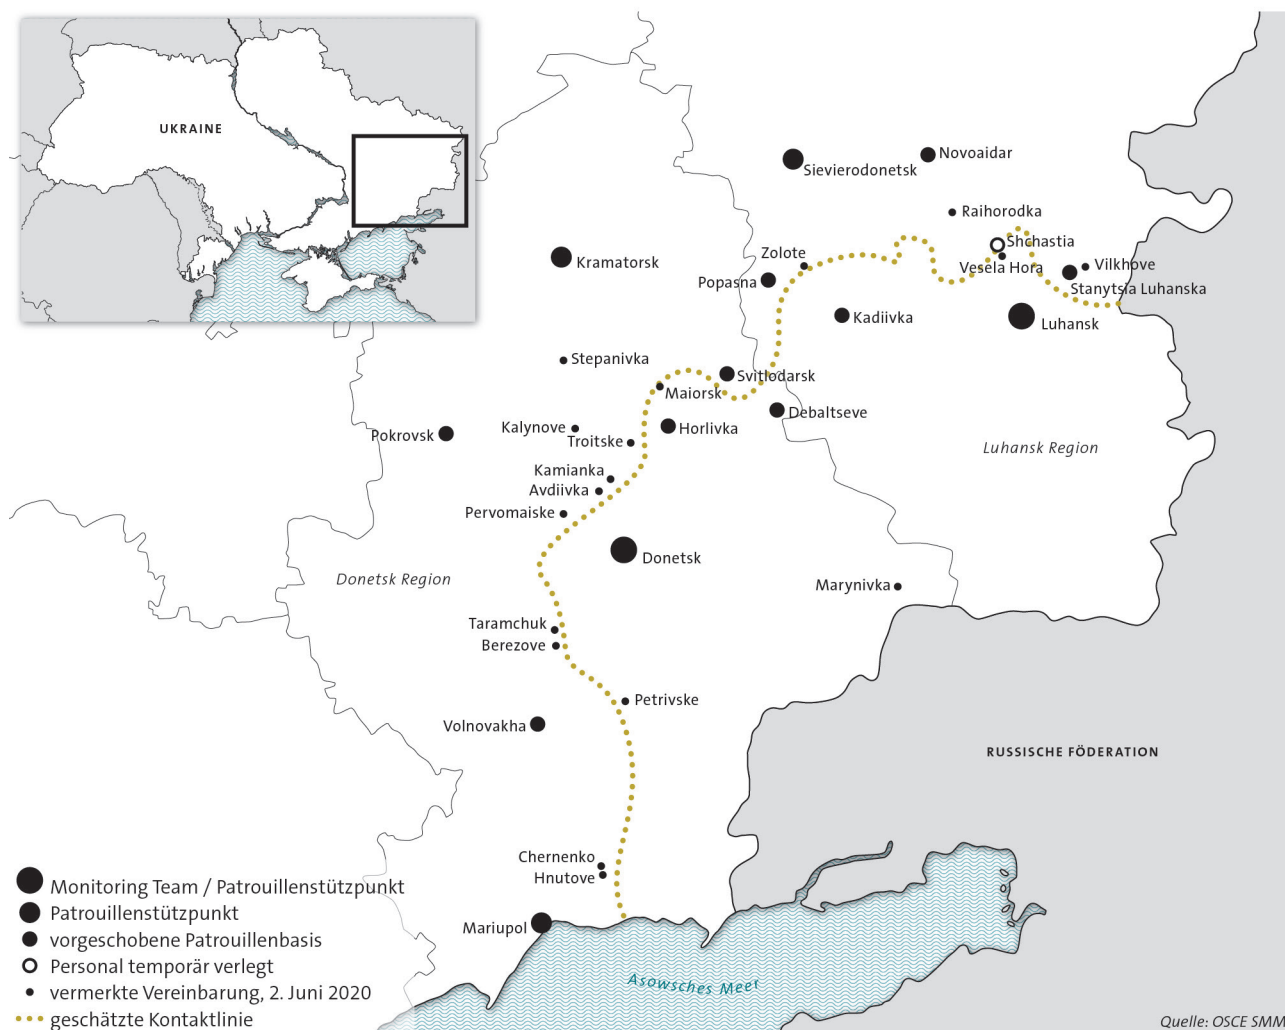 UKRAINE
Novoaidar
Sievierodonetsk
Raihorodka
Shchastia
Zolote
Vesela Hora
Vilkhove
Kramatorsk
Popasna
Stanytsia Luhanska
Kadiivka
Luhansk
Stepanivka
Svitlodarsk
Maiorsk
Debaltseve
Kalynove
Horlivka
Pokrovsk
Troitske
Luhansk Region
Kamianka
Avdiivka
Pervomaiske
Donetsk
Donetsk Region
Marynivka
Taramchuk
Berezove
Petrivske
Volnovakha
RUSSISCHE FÖDERATION
Chernenko
Hnutove
Mariupol
Asowsches Meer
Monitoring Team / Patrouillenstützpunkt
Patrouillenstützpunkt
vorgeschobene Patrouillenbasis
Personal temporär verlegt
vermerkte Vereinbarung, 2. Juni 2020
geschätzte Kontaktlinie
Quelle: OSCE SMM